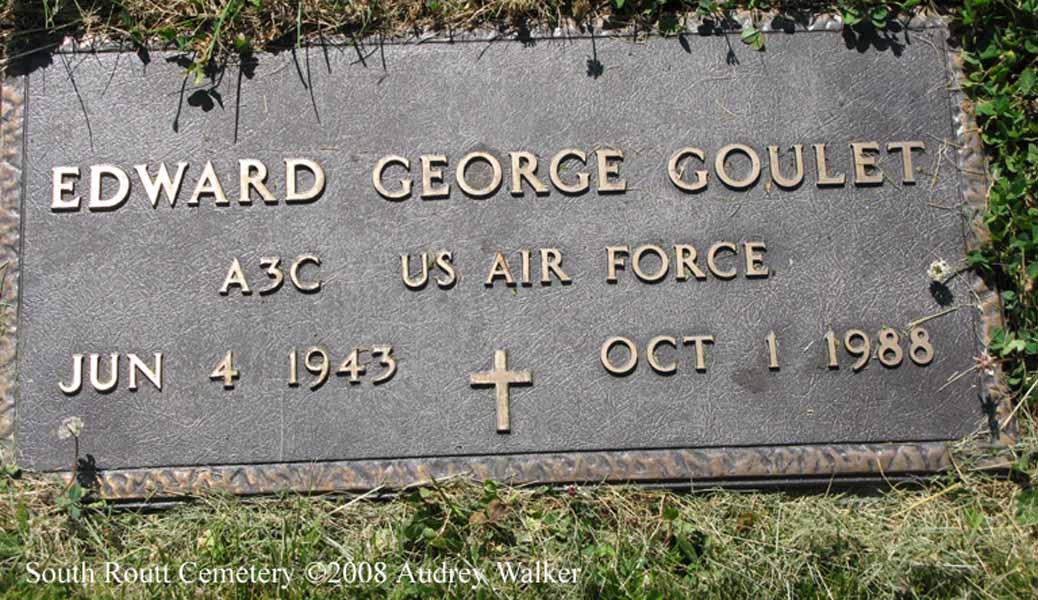 EDWARD GEORGE GOULET
A3C US AIR FORCE
JUN 4 1943 OCT 1 1988
South Routt Cemetery ©2008 Audrey Walker